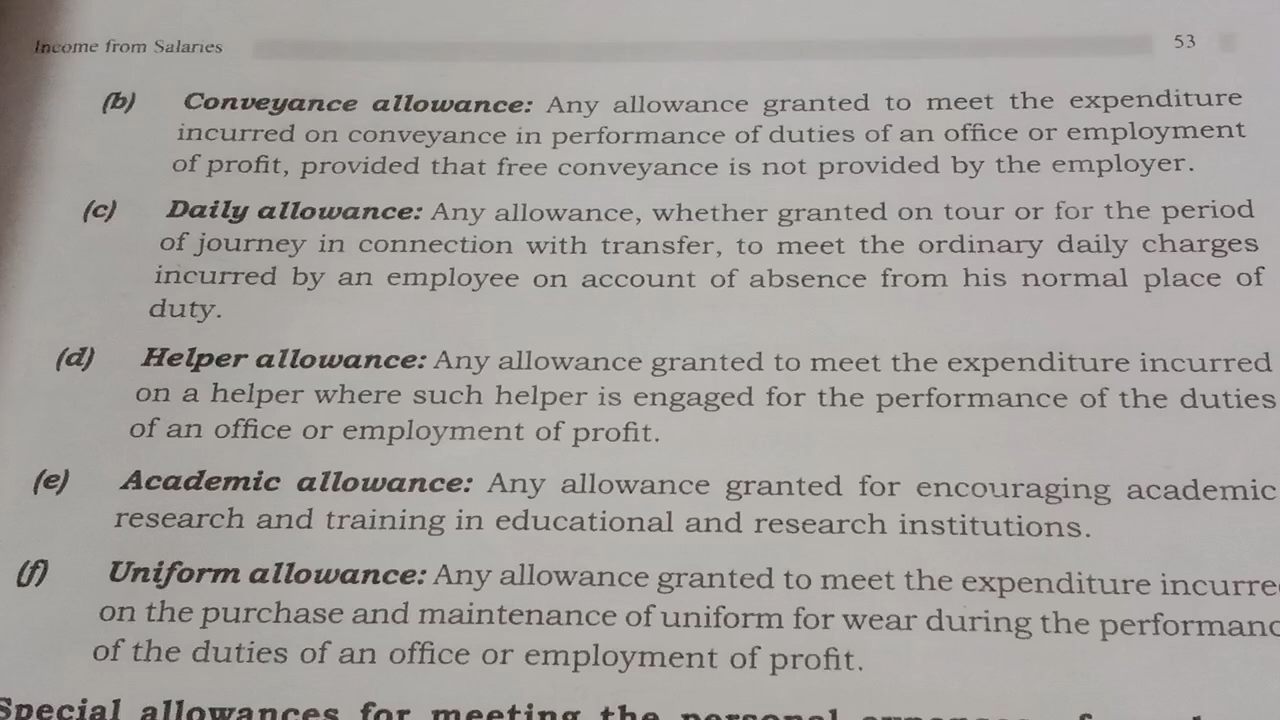 Income from Salaries 53
(b) Conveyance allowance: Any allowance granted to meet the expenditure
incurred on conveyance in performance of duties of an office or employment
of profit, provided that free conveyance is not provided by the employer.
(c) Daily allowance: Any allowance, whether granted on tour or for the period
of journey in connection with transfer, to meet the ordinary daily charges
incurred by an employee on account of absence from his normal place of
duty.
(d) Helper allowance: Any allowance granted to meet the expenditure incurred
on a helper where such helper is engaged for the performance of the duties
of an office or employment of profit.
(e) Academic allowance: Any allowance granted for encouraging academic
research and training in educational and research institutions.
(f) Uniform allowance: Any allowance granted to meet the expenditure incurre
on the purchase and maintenance of uniform for wear during the performanc
of the duties of an office or employment of profit.
Special allowances for meeting the personal